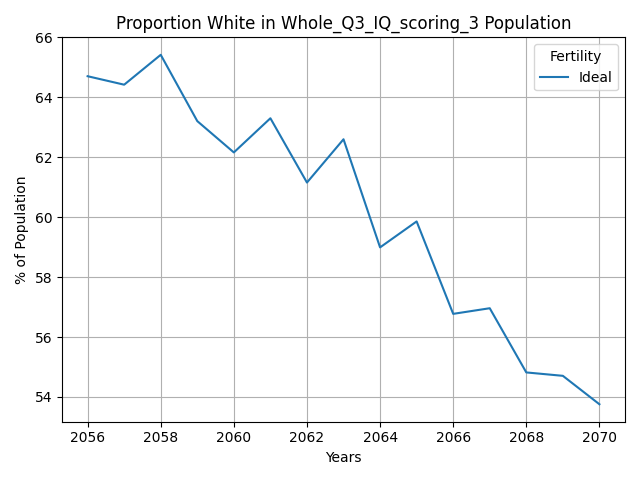 Proportion White in Whole_Q3_IQ_scoring_3 Population
66
64
62
60
58
56
54
% of Population
Fertility
Ideal
2056 2058 2060 2062 2064 2066 2068 2070
Years